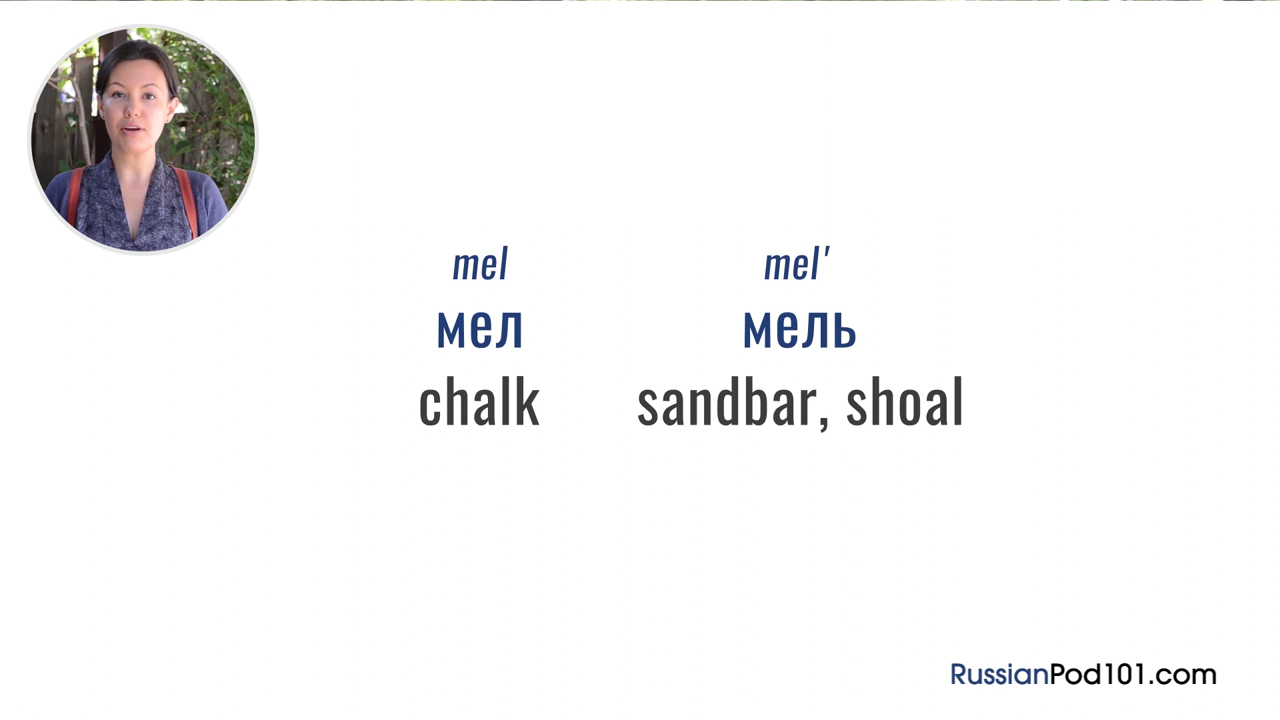 mel mel'
мел мель
chalk sandbar, shoal
RussianPod101.com